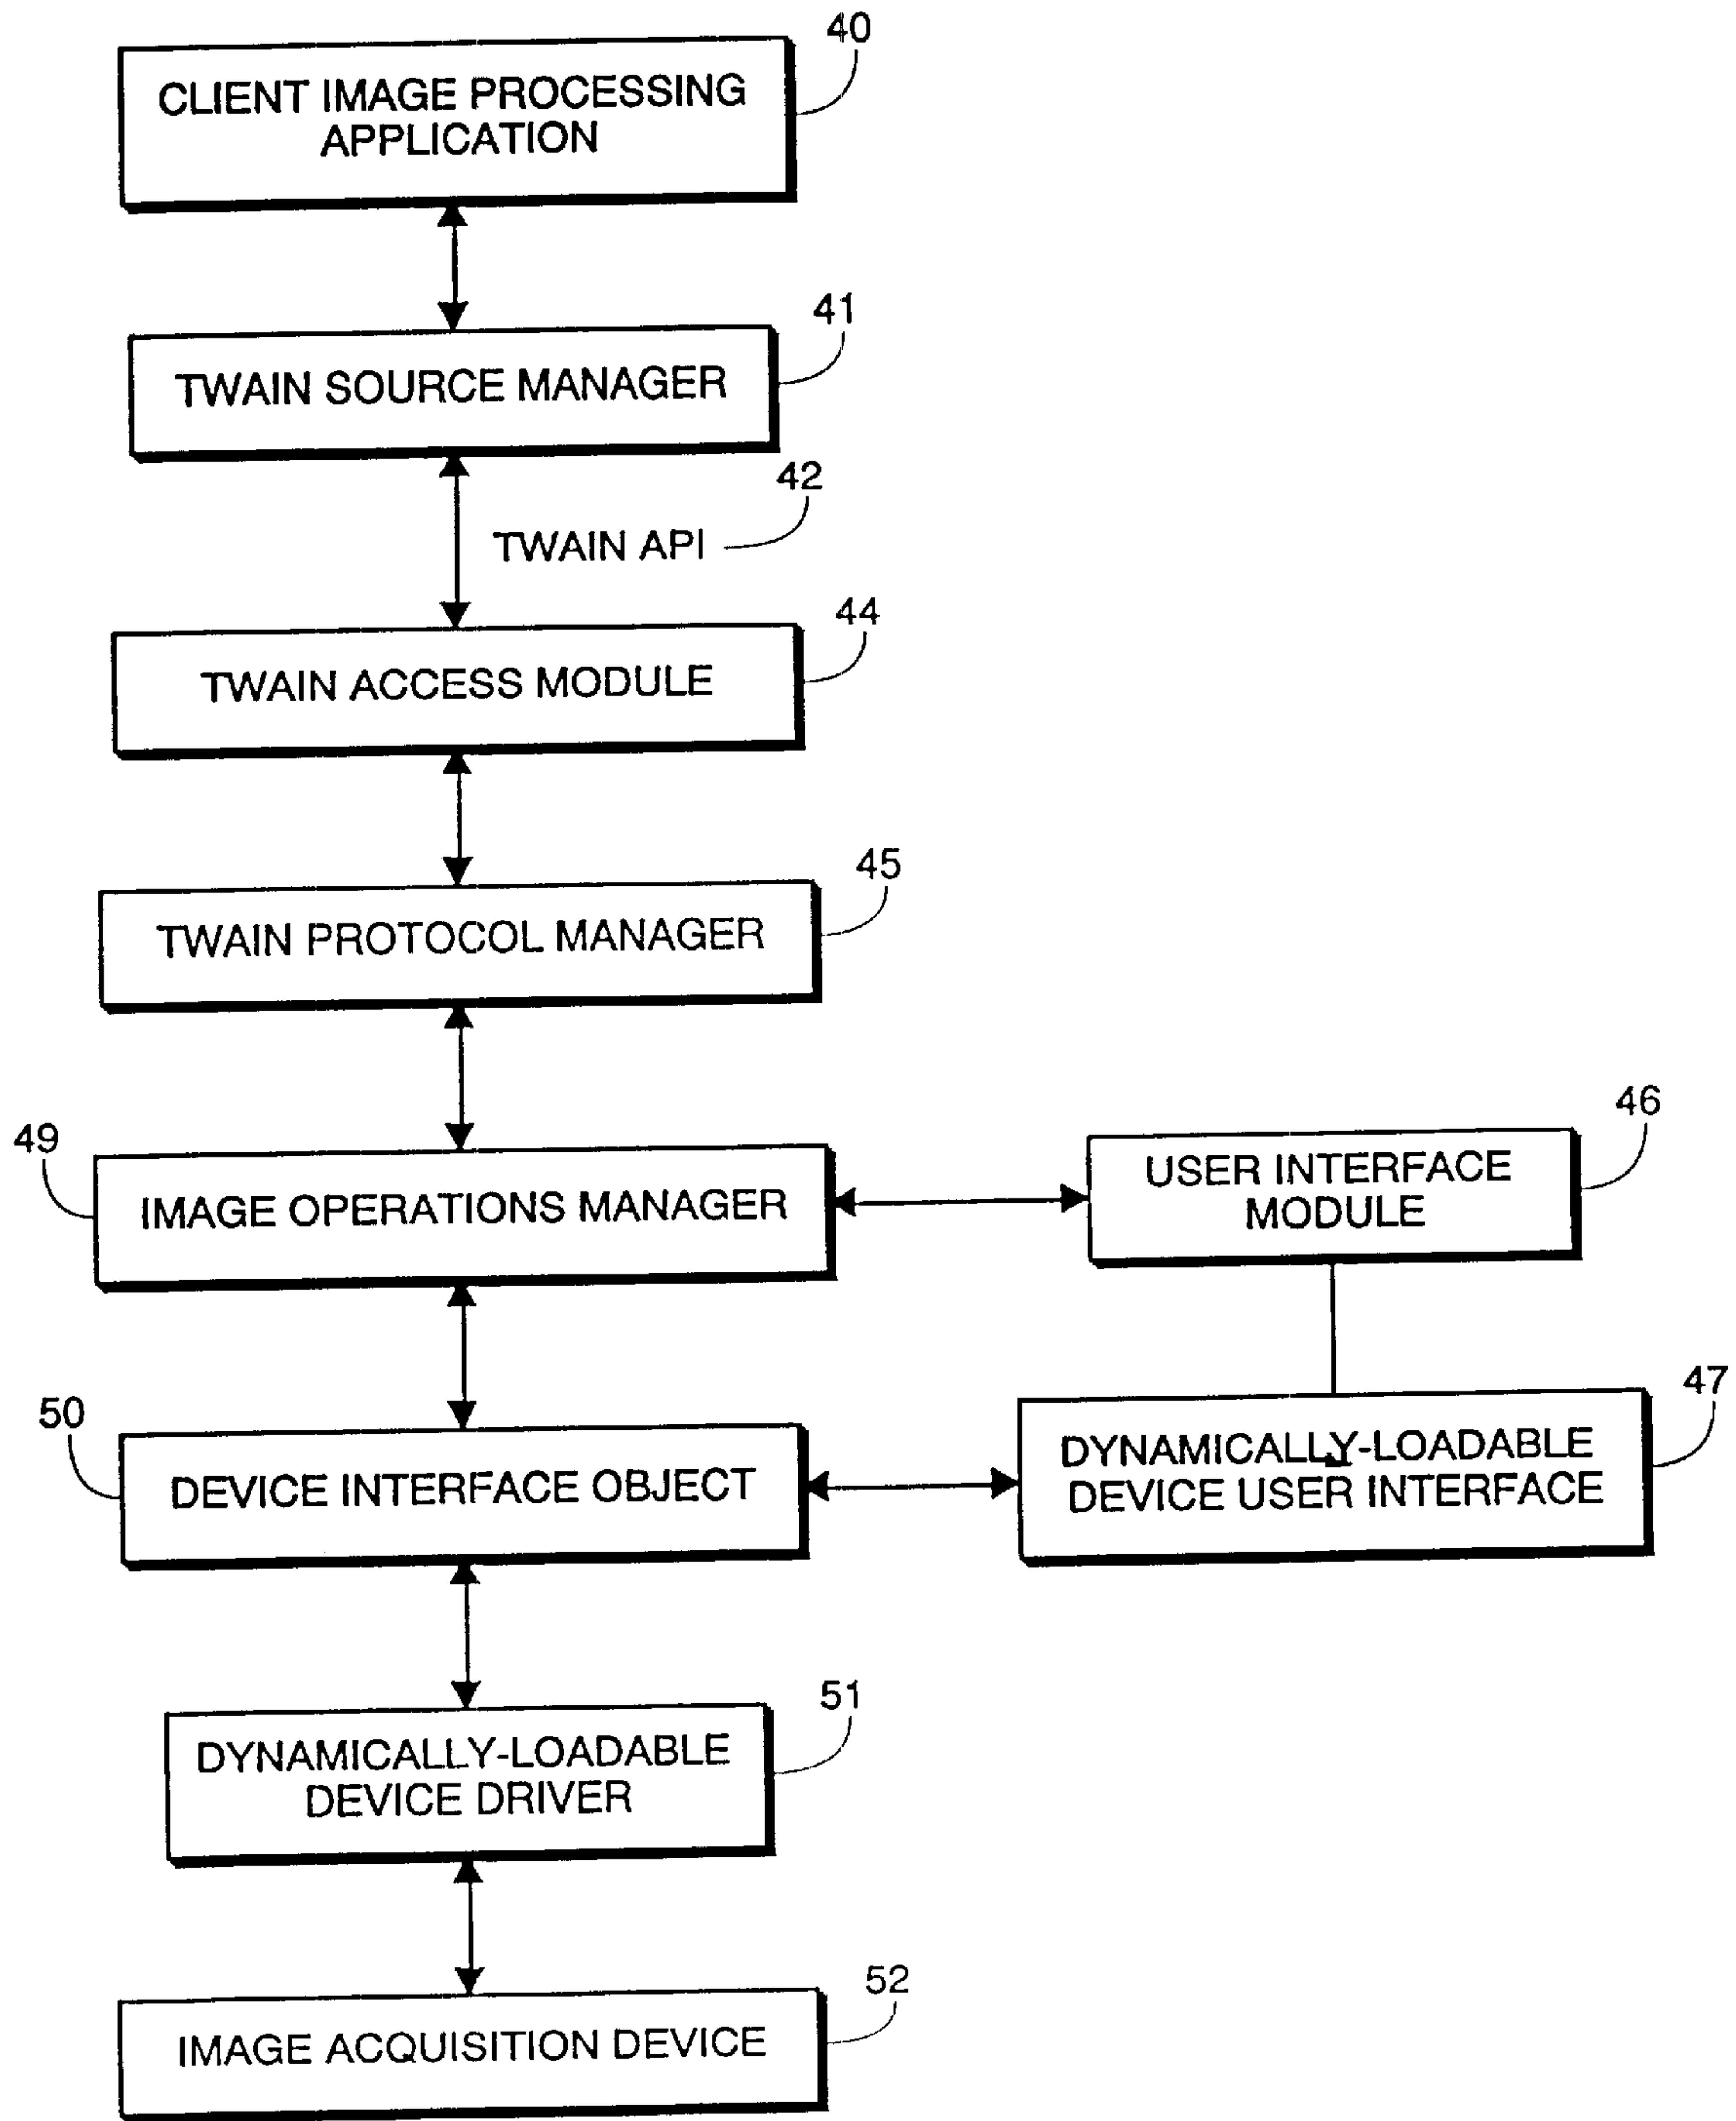 40
CLIENT IMAGE PROCESSING
APPLICATION
41
TWAIN SOURCE MANAGER
42
TWAIN API
44
TWAIN ACCESS MODULE
45
TWAIN PROTOCOL MANAGER
49
IMAGE OPERATIONS MANAGER
46
USER INTERFACE
MODULE
50
DEVICE INTERFACE OBJECT
47
DYNAMICALLY-LOADABLE
DEVICE USER INTERFACE
51
DYNAMICALLY-LOADABLE
DEVICE DRIVER
52
IMAGE ACQUISITION DEVICE